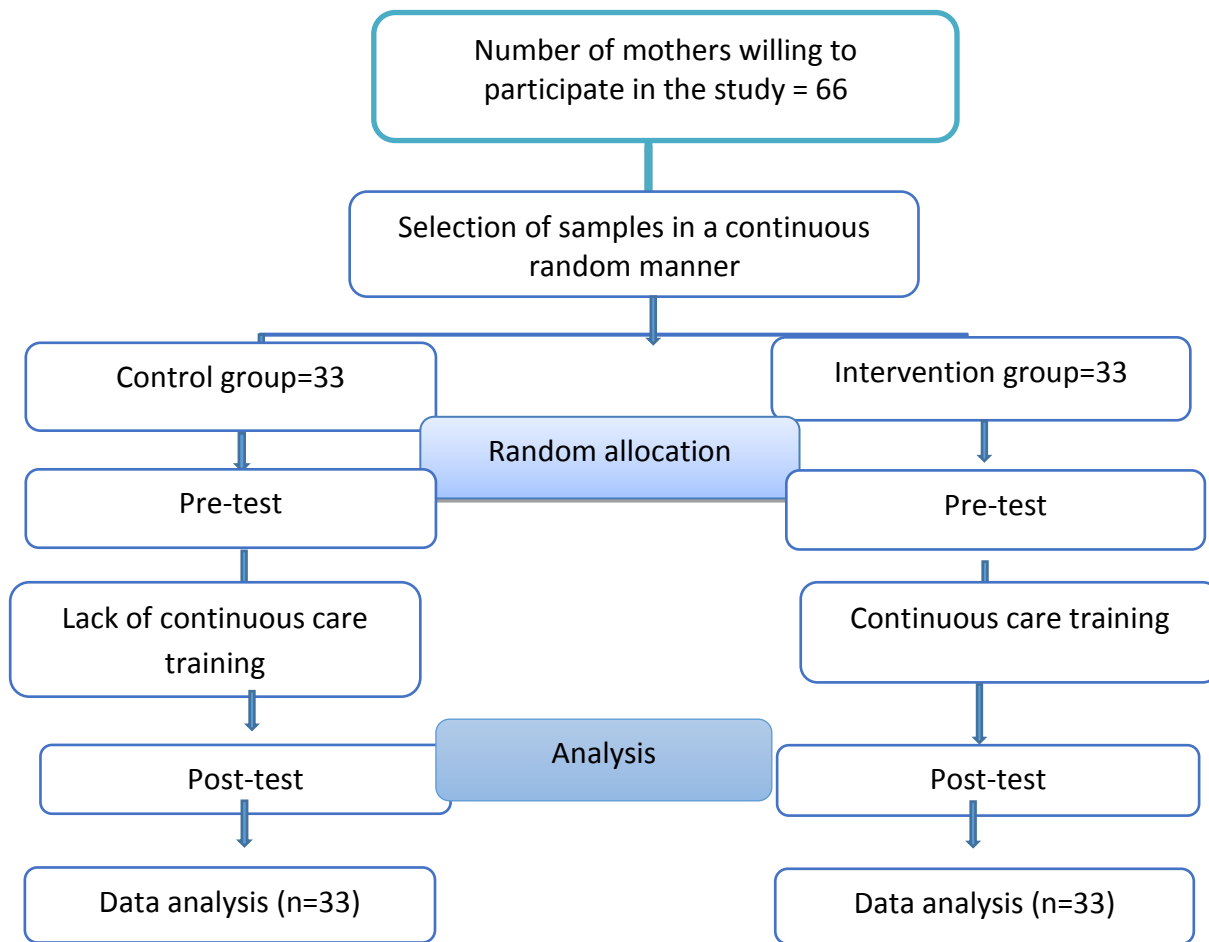 Number of mothers willing to
participate in the study = 66
Selection of samples in a continuous
random manner
Control group=33
Intervention group=33
Random allocation
Pre-test
Pre-test
Lack of continuous care
training
Continuous care training
Analysis
Post-test
Post-test
Data analysis (n=33)
Data analysis (n=33)